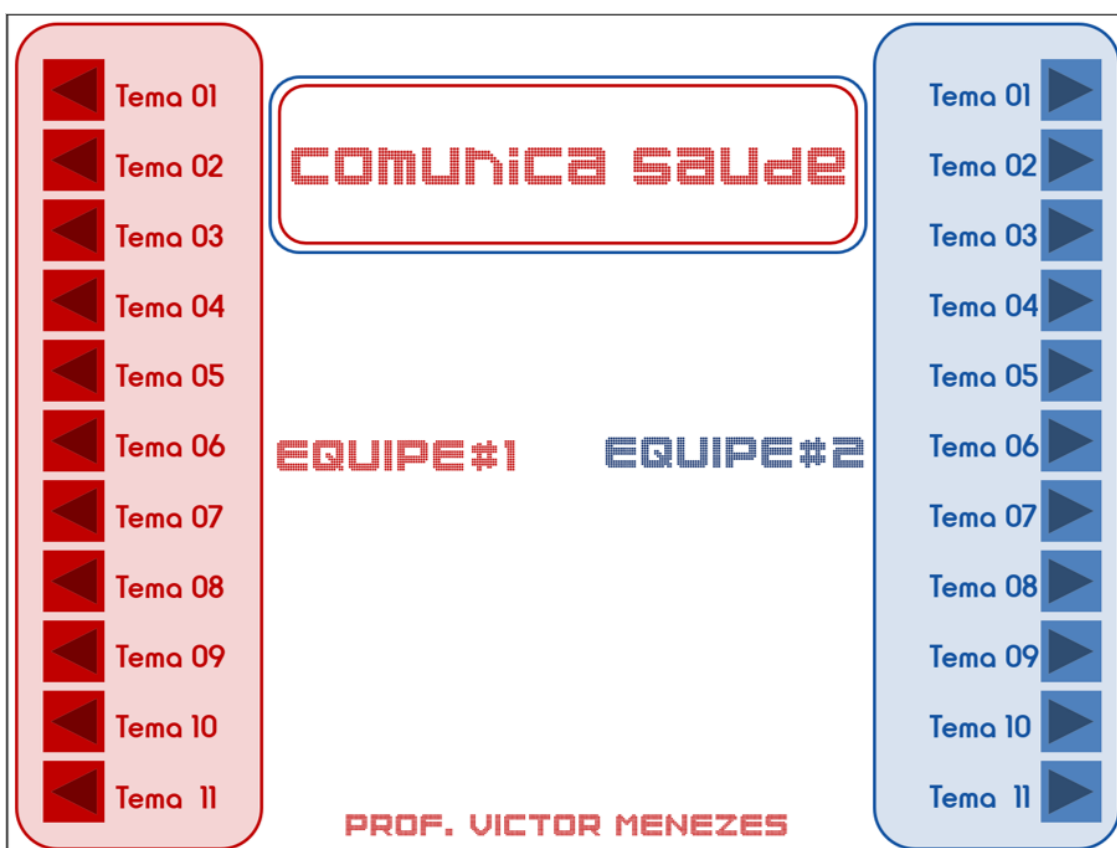 COMUNICA SAUDE
Tema 01
Tema 02
Tema 03
Tema 04
Tema 05
Tema 06
Tema 07
Tema 08
Tema 09
Tema 10
Tema 11
EQUIPE#1
EQUIPE#2
Tema 01
Tema 02
Tema 03
Tema 04
Tema 05
Tema 06
Tema 07
Tema 08
Tema 09
Tema 10
Tema 11
PROF. VICTOR MENEZES